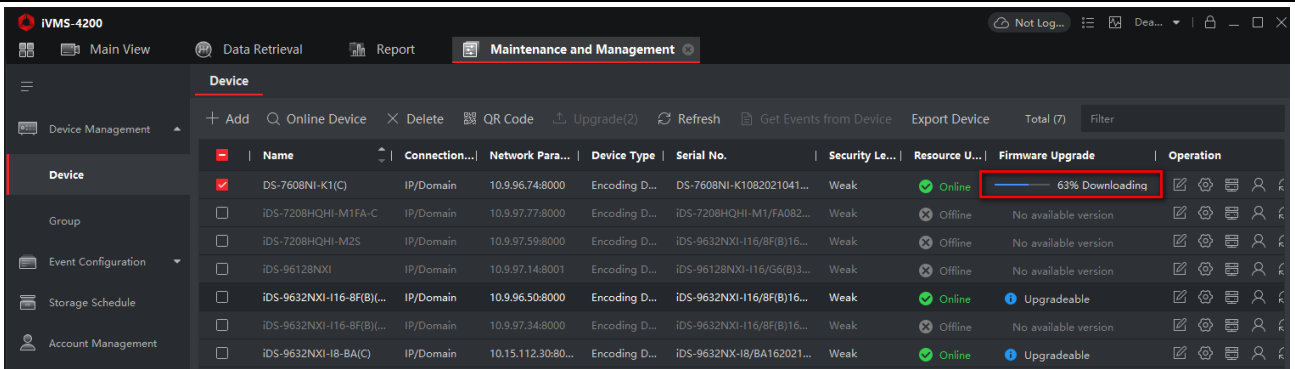 iVMS-4200 Not Log... Dea...
Main View Data Retrieval Report Maintenance and Management
Device
Device Management
+ Add Online Device Delete QR Code Upgrade(2) Refresh Get Events from Device Export Device Total (7) Filter
Name Connection... Network Para... Device Type Serial No. Security Le... Resource U... Firmware Upgrade Operation
Device
DS-7608NI-K1(C) IP/Domain 10.9.96.74:8000 Encoding D... DS-7608NI-K1082021041... Weak Online 63% Downloading
Group
iDS-7208HQHI-M1FA-C IP/Domain 10.9.97.77:8000 Encoding D... iDS-7208HQHI-M1/FA082... Weak Offline No available version
iDS-7208HQHI-M2S IP/Domain 10.9.97.59:8000 Encoding D... iDS-9632NXI-I16/8F(B)16... Weak Offline No available version
Event Configuration
iDS-96128NXI IP/Domain 10.9.97.14:8001 Encoding D... iDS-96128NXI-I16/G6(B)3... Weak Offline No available version
Storage Schedule
iDS-9632NXI-I16-8F(B)(... IP/Domain 10.9.96.50:8000 Encoding D... iDS-9632NXI-I16/8F(B)16... Weak Online Upgradeable
iDS-9632NXI-I16-8F(B)(... IP/Domain 10.9.97.34:8000 Encoding D... iDS-9632NXI-I16/8F(B)16... Weak Offline No available version
Account Management
iDS-9632NXI-I8-BA(C) IP/Domain 10.15.112.30:80... Encoding D... iDS-9632NX-I8/BA162021... Weak Online Upgradeable